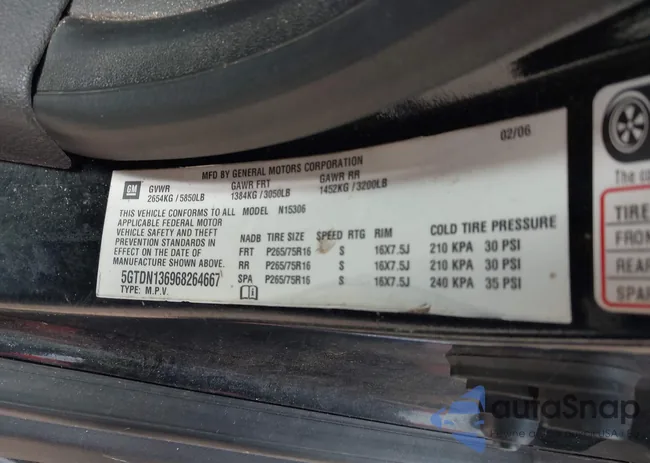 02/06
MFD BY GENERAL MOTORS CORPORATION
GM
GVWR GAWR FRT GAWR RR
2654KG / 5850LB 1384KG / 3050LB 1452KG / 3200LB
THIS VEHICLE CONFORMS TO ALL MODEL N15306
APPLICABLE FEDERAL MOTOR
VEHICLE SAFETY AND THEFT
PREVENTION STANDARDS IN
EFFECT ON THE DATE OF
MANUFACTURE SHOWN ABOVE.
5GTDN136968264667
TYPE: M.P.V.
COLD TIRE PRESSURE
NADB TIRE SIZE SPEED RTG RIM
FRT P265/75R16 S 16X7.5J 210 KPA 30 PSI
RR P265/75R16 S 16X7.5J 210 KPA 30 PSI
SPA P265/75R16 S 16X7.5J 240 KPA 35 PSI
The
TIRE
FRON
REAR
SPAR
autaSnap